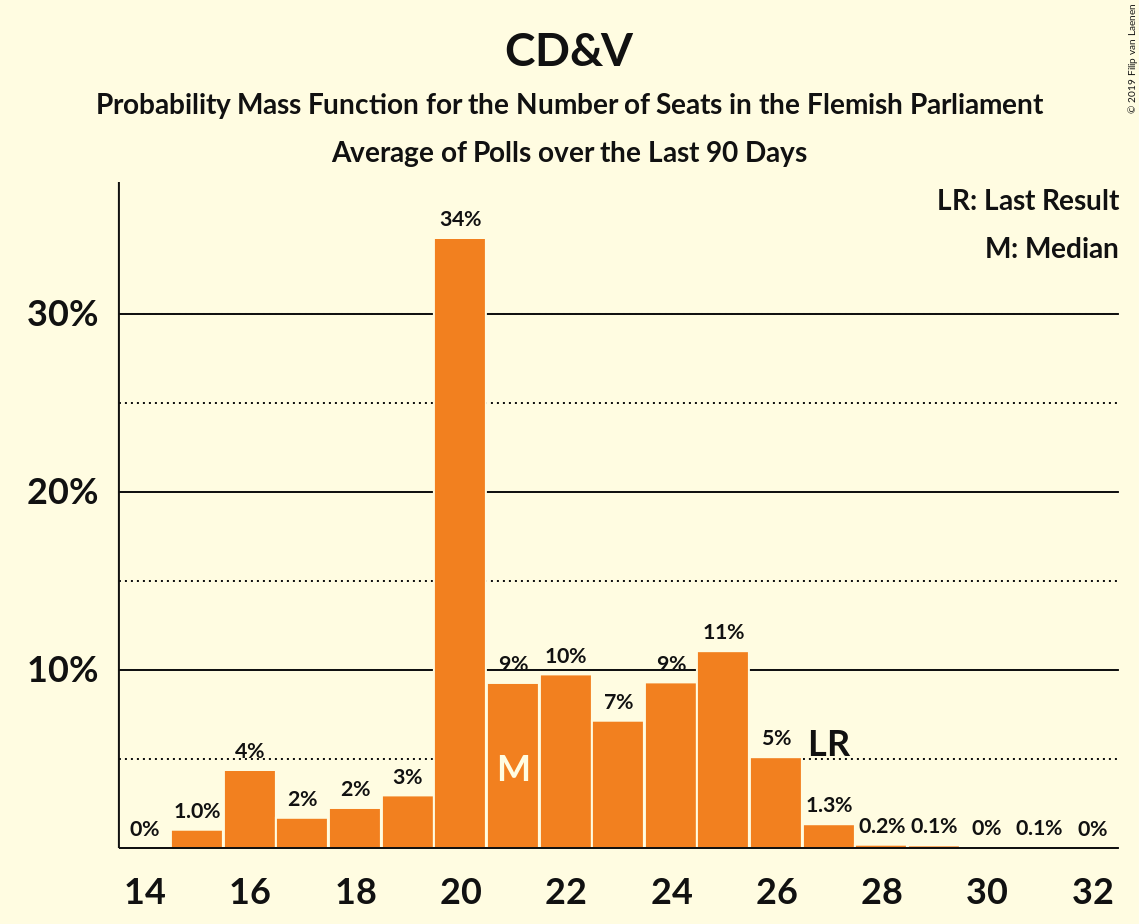 CD&V
Probability Mass Function for the Number of Seats in the Flemish Parliament
Average of Polls over the Last 90 Days
© 2019 Filip van Laenen
LR: Last Result
M: Median
30%
20%
10%
0%
1.0%
4%
2%
2%
3%
34%
9%
10%
7%
9%
11%
5%
1.3%
0.2%
0.1%
0%
0.1%
0%
M
LR
14 16 18 20 22 24 26 28 30 32